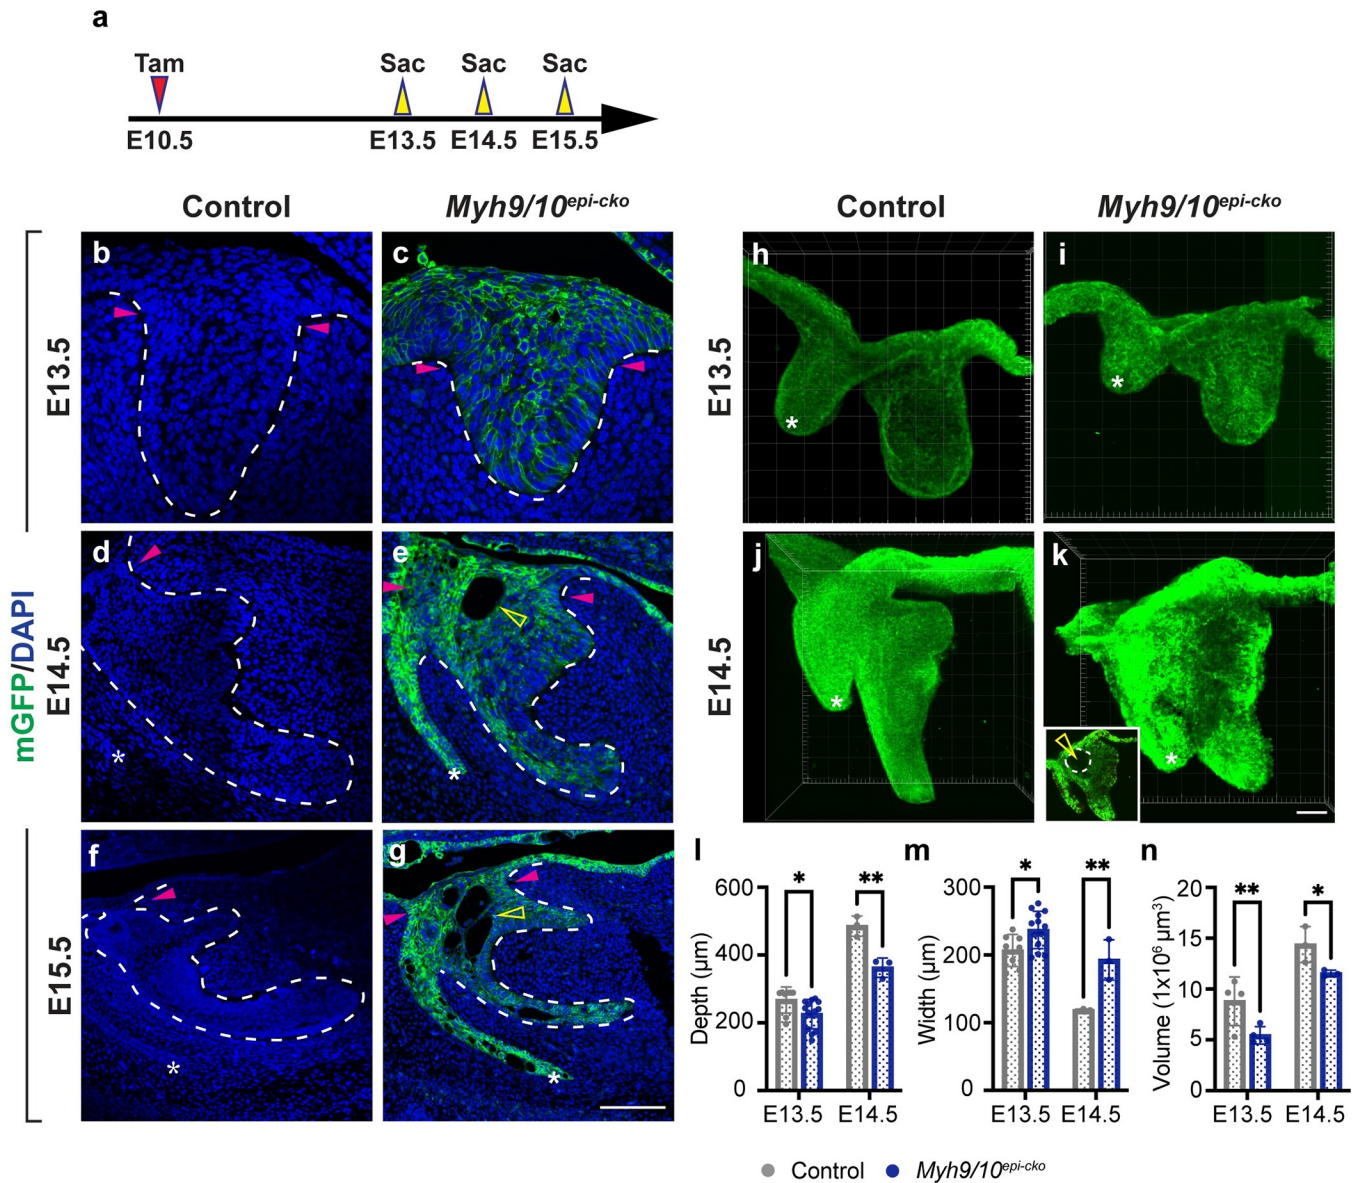 a
Tam Sac Sac Sac
E10.5 E13.5 E14.5 E15.5
Control Myh9/10epi-cko Control Myh9/10epi-cko
mGFP/DAPI
E13.5
b c
E14.5
d e
* *
E15.5
f g
* *
E13.5
h i
* *
E14.5
j k
* *
l
Depth (µm)
600
400
200
0
* **
E13.5 E14.5
m
Width (µm)
300
200
100
0
* **
E13.5 E14.5
n
Volume (1x10⁶ µm³)
20
15
10
5
0
** *
E13.5 E14.5
Control Myh9/10epi-cko